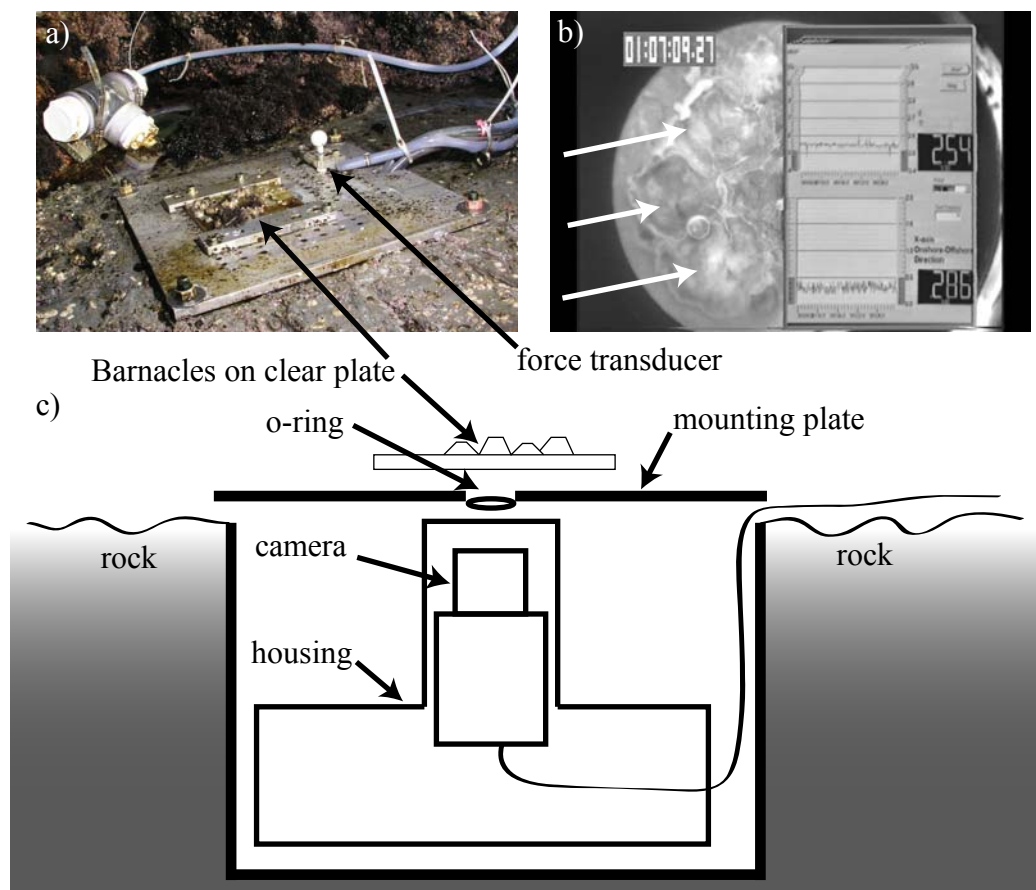 a)
b)
01:07:09.27
254
X-axis
Onshore-Offshore
Direction
286
Barnacles on clear plate
force transducer
c)
o-ring
mounting plate
camera
rock
rock
housing